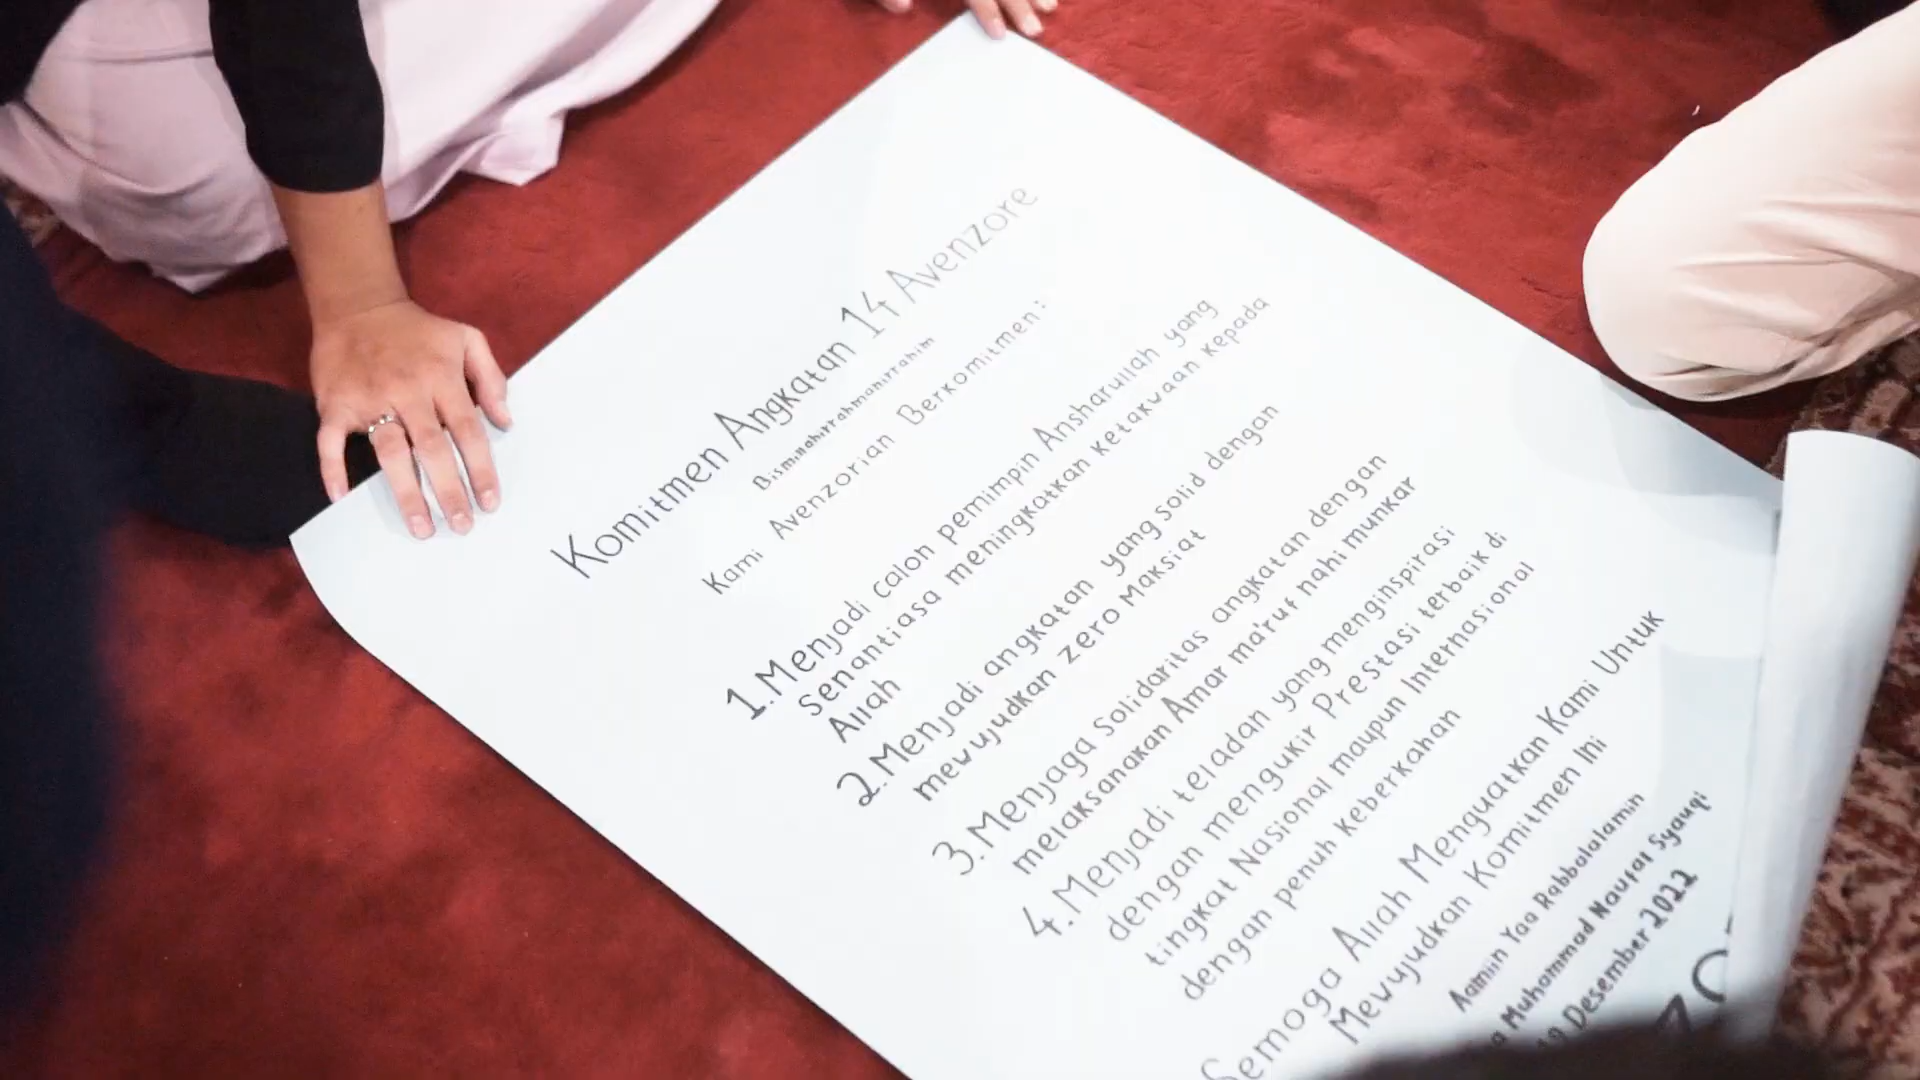 Komitmen Angkatan 14 Avenzore
Bismillahirrahmanirrahim
Kami Avenzorian Berkomitmen:
1. Menjadi calon pemimpin Ansharullah yang
Senantiasa meningkatkan ketakwaan kepada
Allah
2. Menjadi angkatan yang solid dengan
mewujudkan zero Maksiat
3. Menjaga Solidaritas angkatan dengan
melaksanakan Amar ma'ruf nahi munkar
4. Menjadi teladan yang menginspirasi
dengan mengukir Prestasi terbaik di
tingkat Nasional maupun Internasional
dengan penuh keberkahan
Semoga Allah Menguatkan Kami Untuk
Mewujudkan Komitmen Ini
Aamiin Yaa Rabbalalamin
Muhammad Naufal Syauqi
Desember 2022